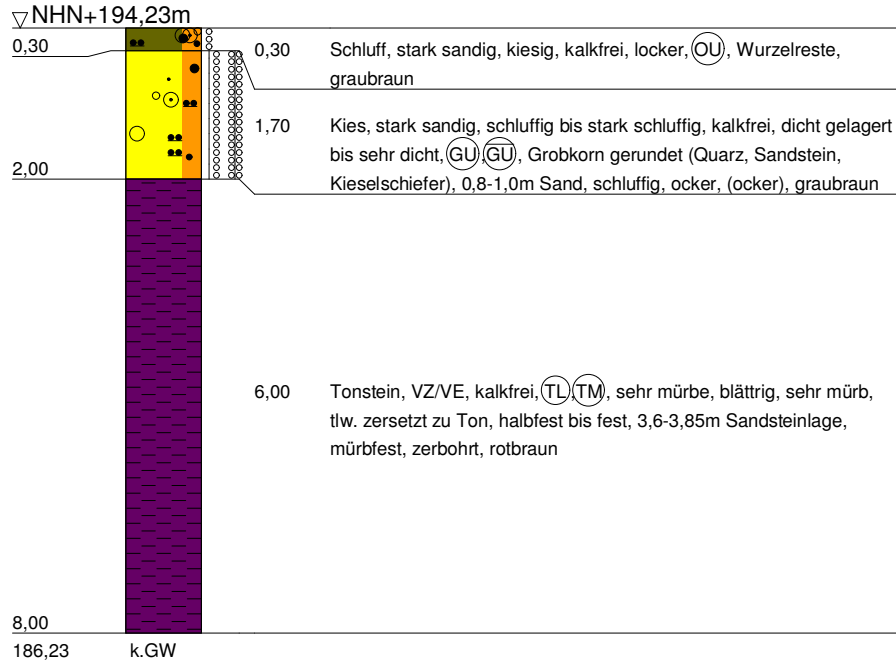 NHN+194,23m
0,30
0,30 Schluff, stark sandig, kiesig, kalkfrei, locker, OU, Wurzelreste,
graubraun
1,70 Kies, stark sandig, schluffig bis stark schluffig, kalkfrei, dicht gelagert
bis sehr dicht, GU, GU̅, Grobkorn gerundet (Quarz, Sandstein,
2,00
Kieselschiefer), 0,8-1,0m Sand, schluffig, ocker, (ocker), graubraun
6,00 Tonstein, VZ/VE, kalkfrei, TL, TM, sehr mürbe, blättrig, sehr mürb,
tlw. zersetzt zu Ton, halbfest bis fest, 3,6-3,85m Sandsteinlage,
mürbfest, zerbohrt, rotbraun
8,00
186,23 k.GW